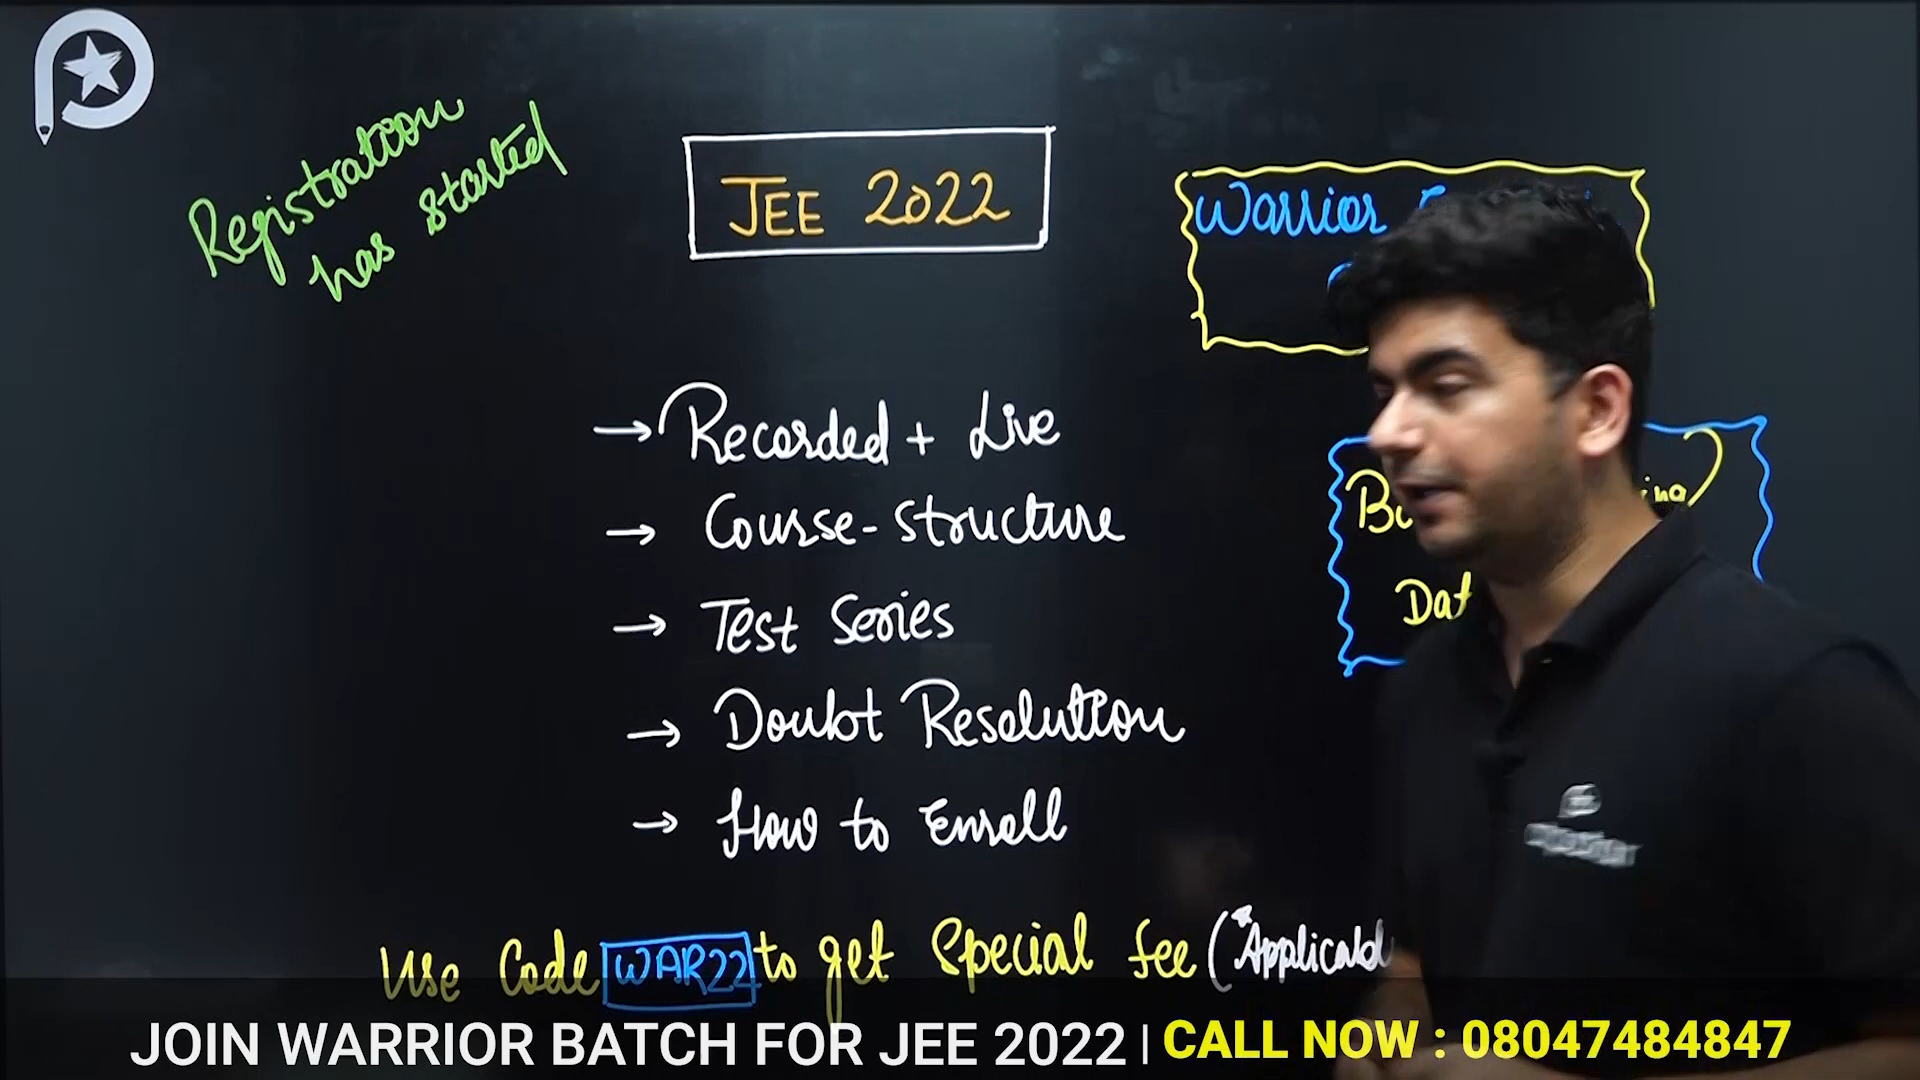 Registration
has started
JEE 2022
Warrior
→ Recorded + Live
→ Course-structure
→ Test Series
→ Doubt Resolution
→ How to Enroll
Use Code WAR22 to get Special fee (*
JOIN WARRIOR BATCH FOR JEE 2022 | CALL NOW : 08047484847